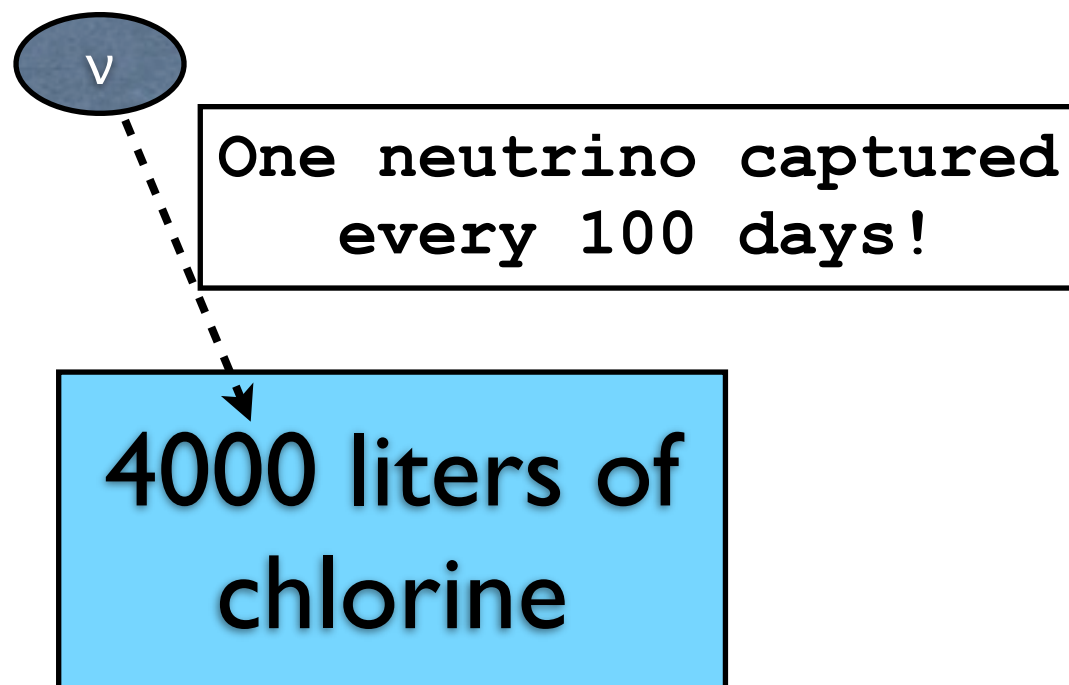 ν
One neutrino captured
every 100 days!
4000 liters of
chlorine